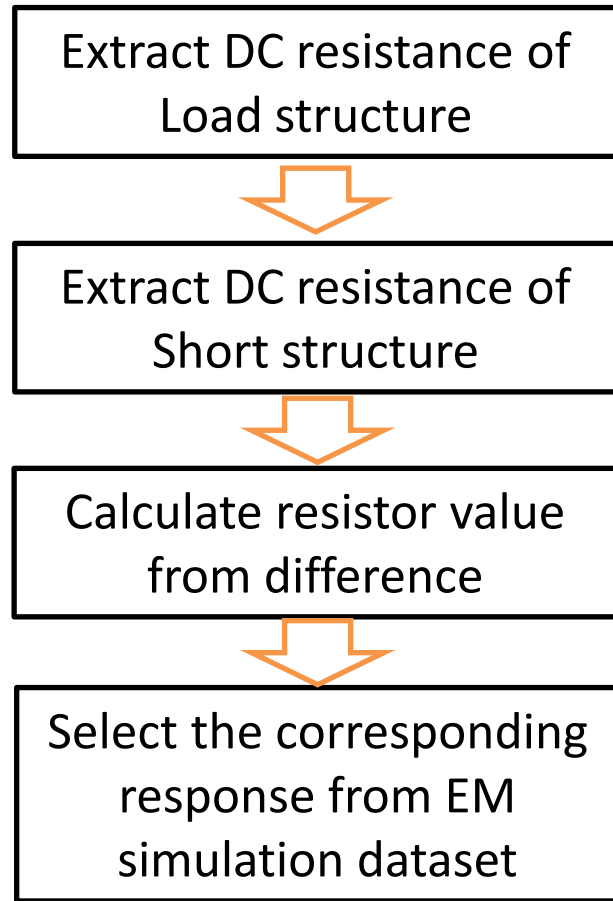 Extract DC resistance of
Load structure
Extract DC resistance of
Short structure
Calculate resistor value
from difference
Select the corresponding
response from EM
simulation dataset